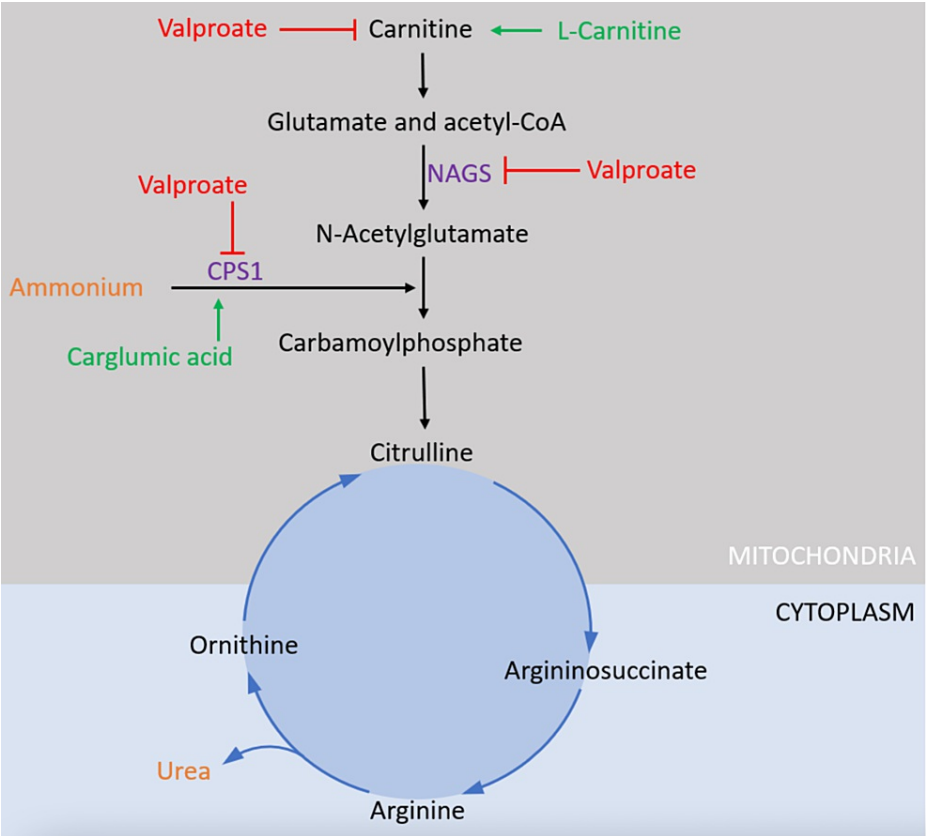 Valproate
Carnitine
L-Carnitine
Glutamate and acetyl-CoA
NAGS
Valproate
Valproate
N-Acetylglutamate
CPS1
Ammonium
Carbamoylphosphate
Carglumic acid
Citrulline
MITOCHONDRIA
CYTOPLASM
Ornithine
Argininosuccinate
Urea
Arginine